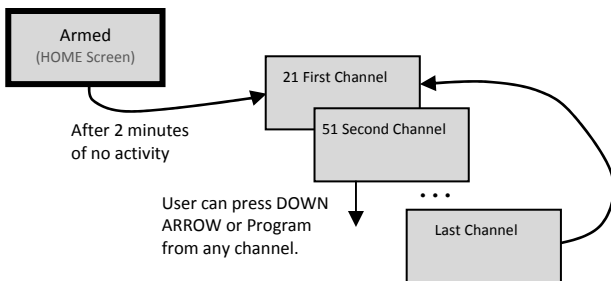 Armed
(HOME Screen)
21 First Channel
After 2 minutes
of no activity
51 Second Channel
User can press DOWN
ARROW or Program
from any channel.
...
Last Channel